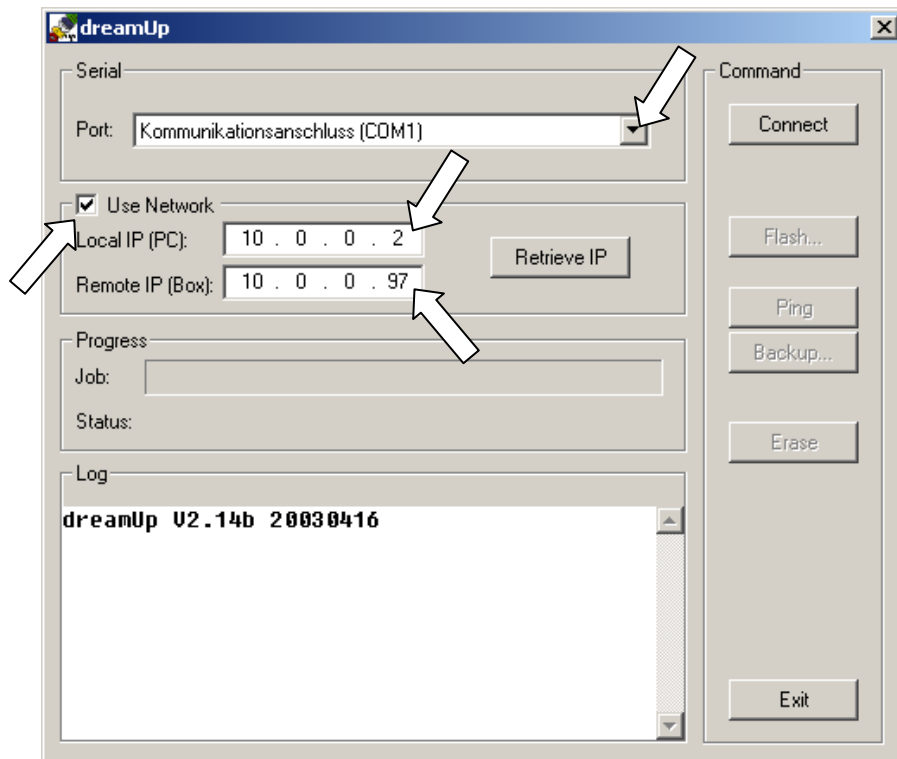 dreamUp
Serial
Port: Kommunikationsanschluss (COM1)
Use Network
Local IP (PC): 10 . 0 . 0 . 2
Remote IP (Box): 10 . 0 . 0 . 97
Retrieve IP
Progress
Job:
Status:
Log
dreamUp V2.14b 20030416
Command
Connect
Flash...
Ping
Backup...
Erase
Exit